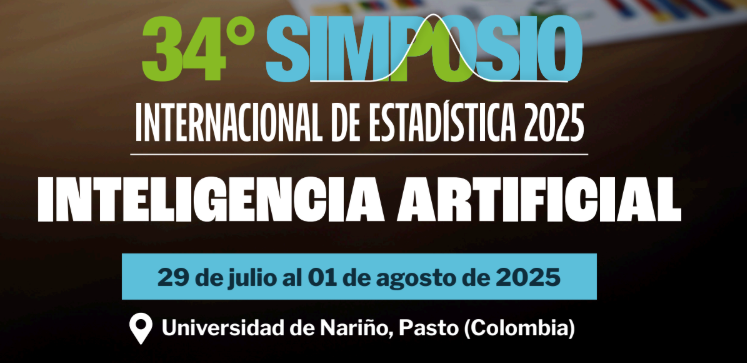 34° SIMPOSIO
INTERNACIONAL DE ESTADÍSTICA 2025
INTELIGENCIA ARTIFICIAL
29 de julio al 01 de agosto de 2025
Universidad de Nariño, Pasto (Colombia)